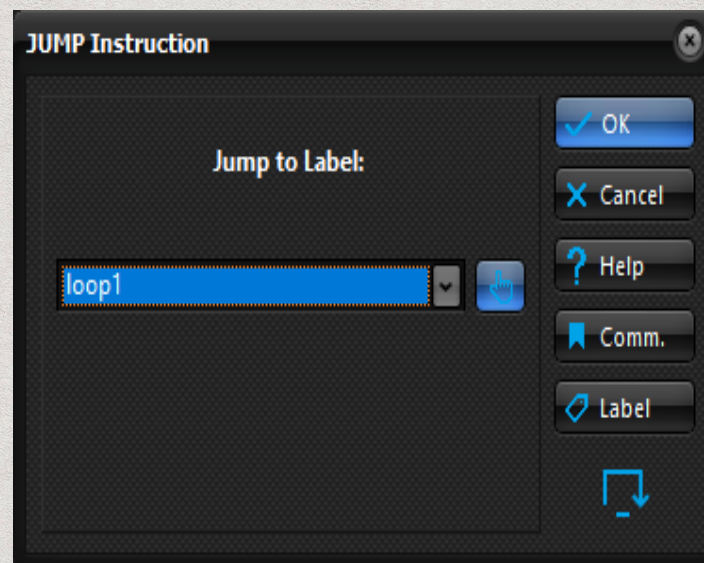 JUMP Instruction
Jump to Label:
loop1
OK
Cancel
Help
Comm.
Label